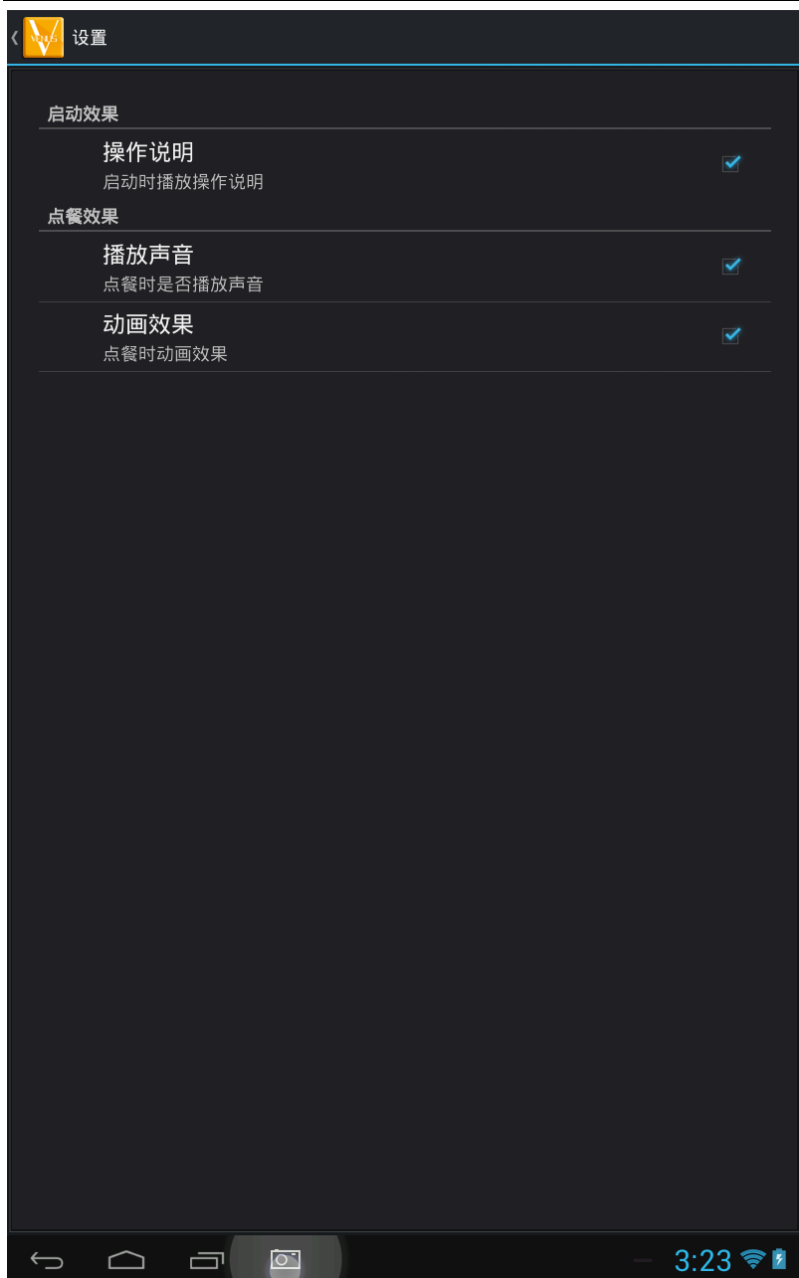 VENUS
设置
启动效果
操作说明
启动时播放操作说明
点餐效果
播放声音
点餐时是否播放声音
动画效果
点餐时动画效果
3:23